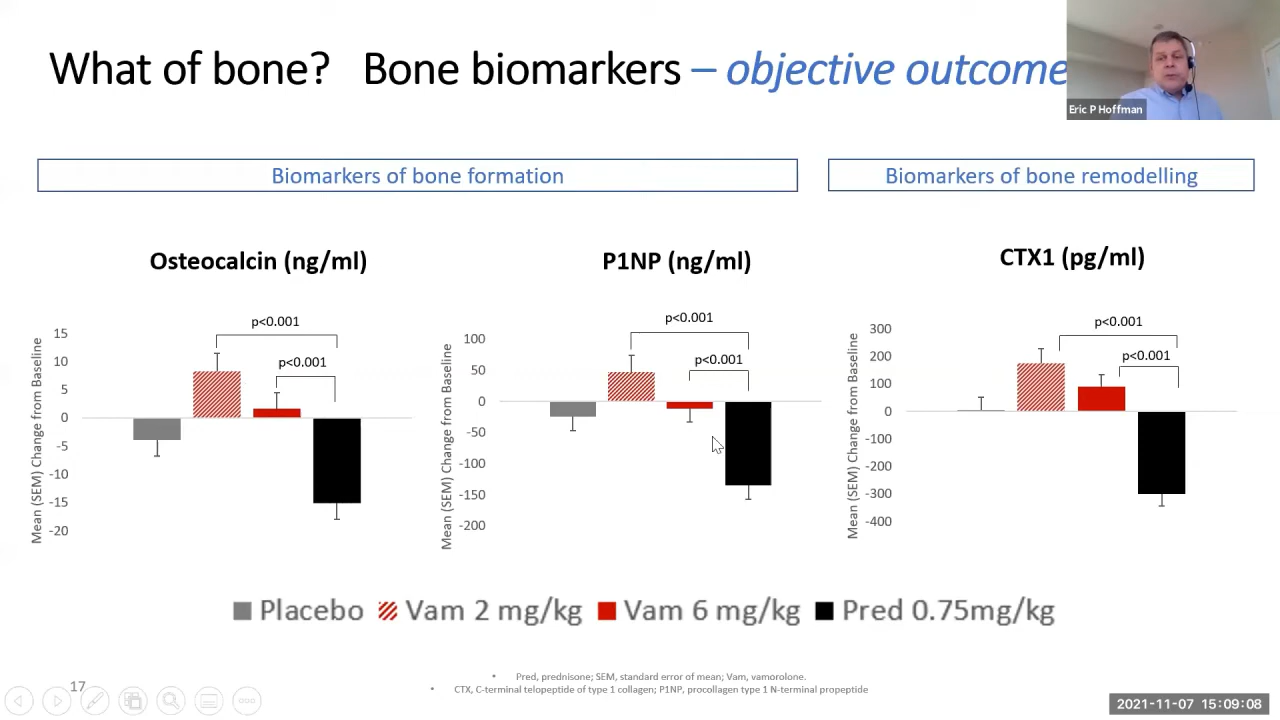 What of bone? Bone biomarkers – objective outcome
Eric P Hoffman
Biomarkers of bone formation
Biomarkers of bone remodelling
Osteocalcin (ng/ml)
Mean (SEM) Change from Baseline
15
10
5
0
-5
-10
-15
-20
p<0.001
p<0.001
P1NP (ng/ml)
Mean (SEM) Change from Baseline
100
50
0
-50
-100
-150
-200
p<0.001
p<0.001
CTX1 (pg/ml)
Mean (SEM) Change from Baseline
300
200
100
0
-100
-200
-300
-400
p<0.001
p<0.001
Placebo Vam 2 mg/kg Vam 6 mg/kg Pred 0.75mg/kg
• Pred, prednisone; SEM, standard error of mean; Vam, vamorolone.
• CTX, C-terminal telopeptide of type 1 collagen; P1NP, procollagen type 1 N-terminal propeptide
17
2021-11-07 15:09:08